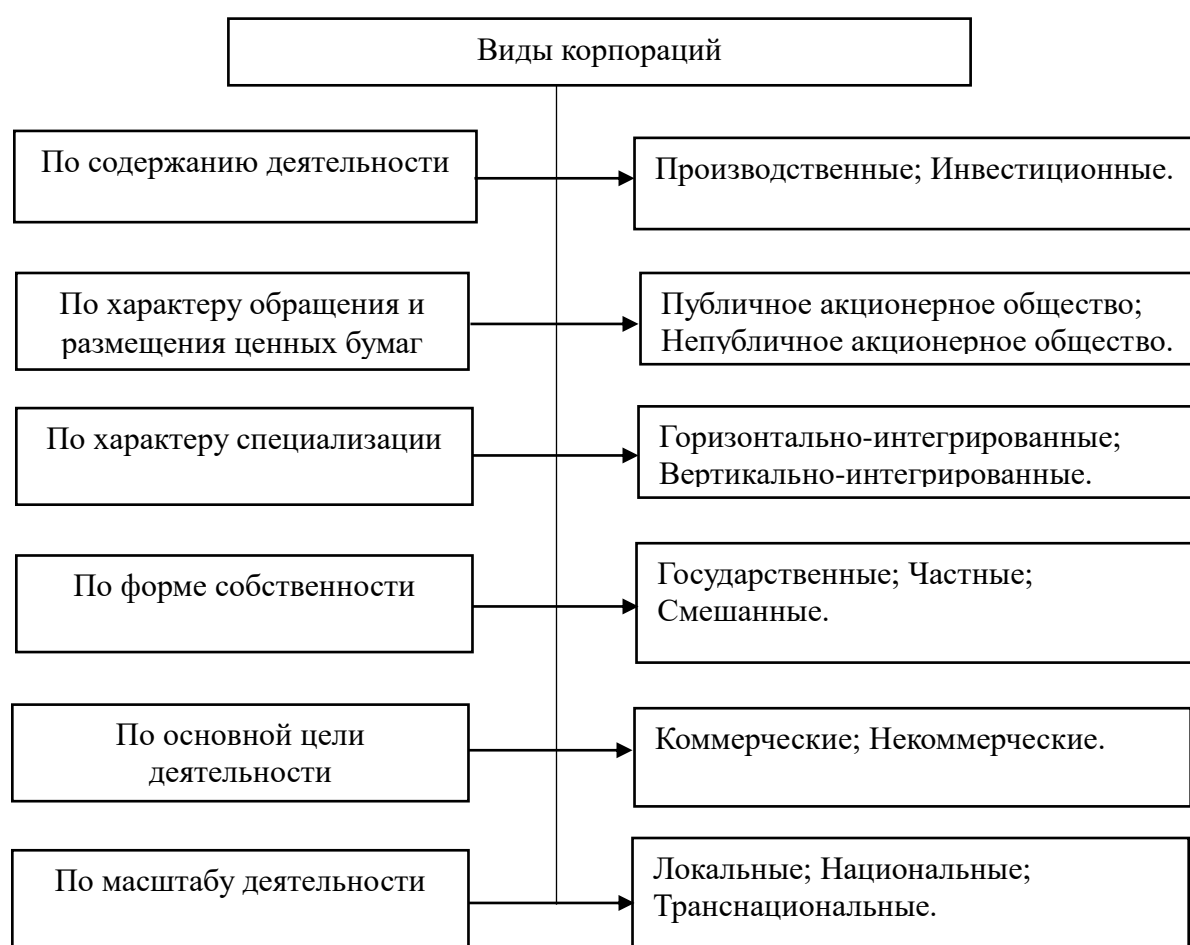 Виды корпораций
По содержанию деятельности
Производственные; Инвестиционные.
По характеру обращения и
размещения ценных бумаг
Публичное акционерное общество;
Непубличное акционерное общество.
По характеру специализации
Горизонтально-интегрированные;
Вертикально-интегрированные.
По форме собственности
Государственные; Частные;
Смешанные.
По основной цели
деятельности
Коммерческие; Некоммерческие.
По масштабу деятельности
Локальные; Национальные;
Транснациональные.